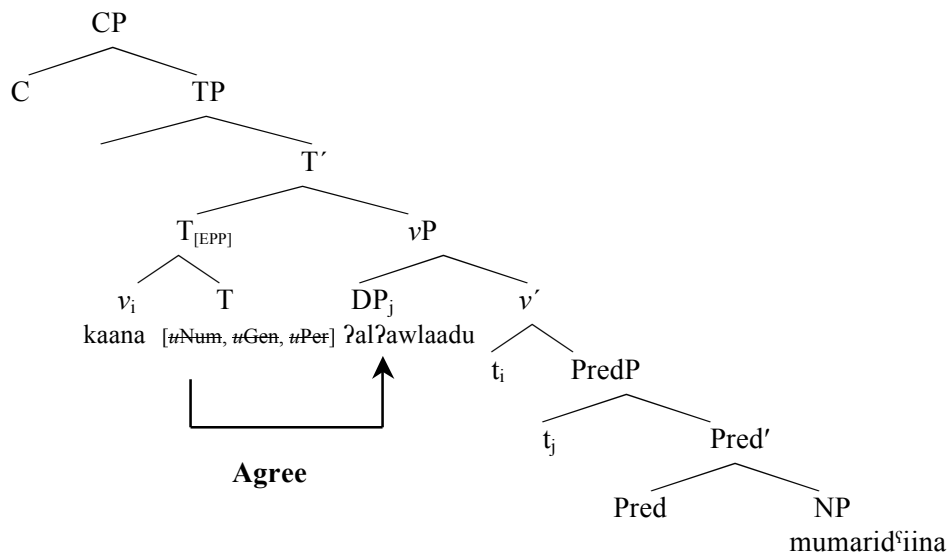 CP
C TP
T′
T[EPP] vP
vi T DPj v′
kaana [uNum, uGen, uPer] ʔalʔawlaadu
ti PredP
tj Pred′
Agree
Pred NP
mumaridˤiina